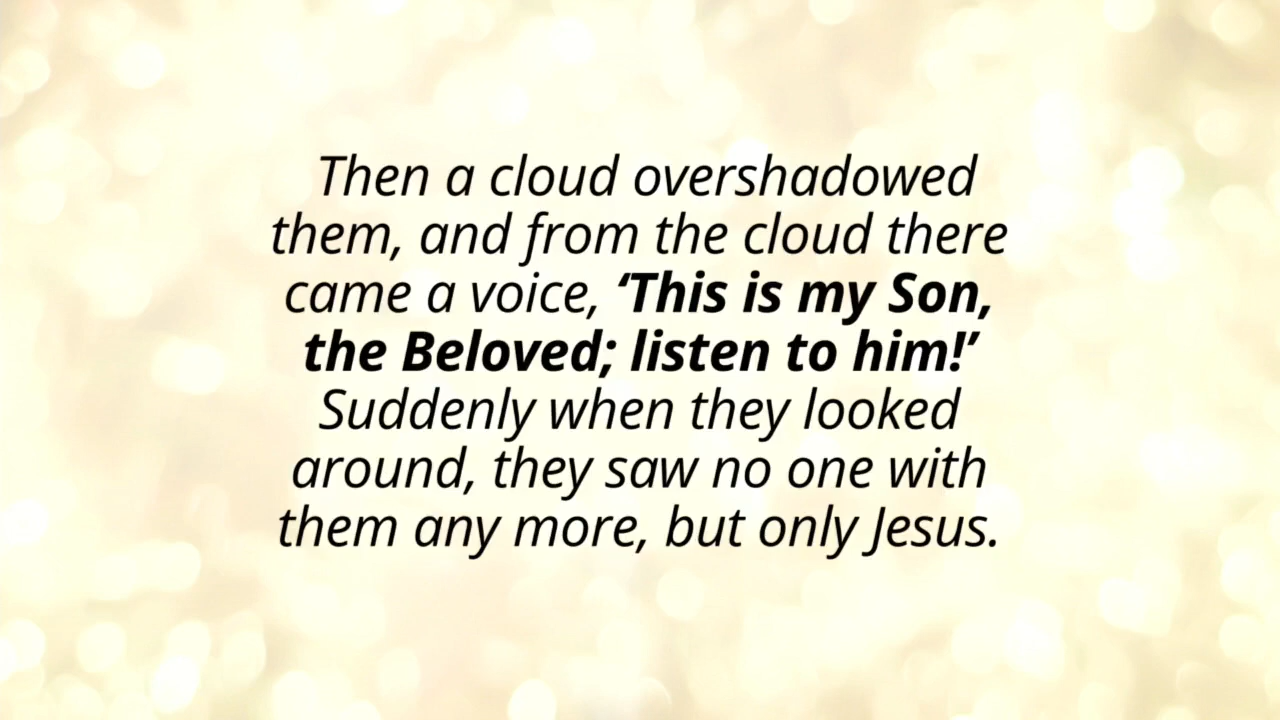 Then a cloud overshadowed
them, and from the cloud there
came a voice, ‘This is my Son,
the Beloved; listen to him!’
Suddenly when they looked
around, they saw no one with
them any more, but only Jesus.